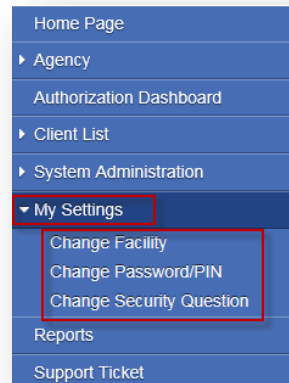 Home Page
Agency
Authorization Dashboard
Client List
System Administration
My Settings
Change Facility
Change Password/PIN
Change Security Question
Reports
Support Ticket